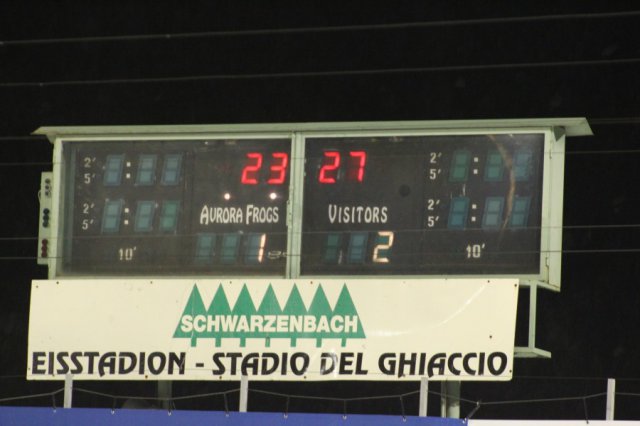 2' 23 27 2'
5' 5'
2' AURORA FROGS VISITORS 2'
5' 5'
10' 1 2 10'
SCHWARZENBACH
EISSTADION - STADIO DEL GHIACCIO